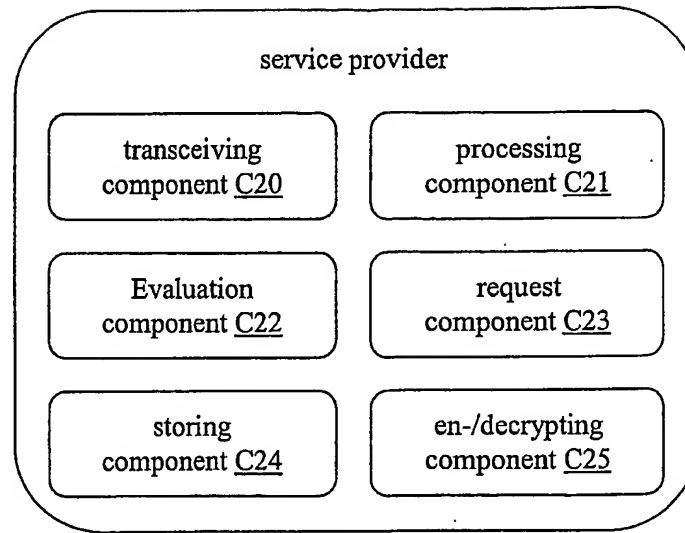 service provider
transceiving
component C20
processing
component C21
Evaluation
component C22
request
component C23
storing
component C24
en-/decrypting
component C25